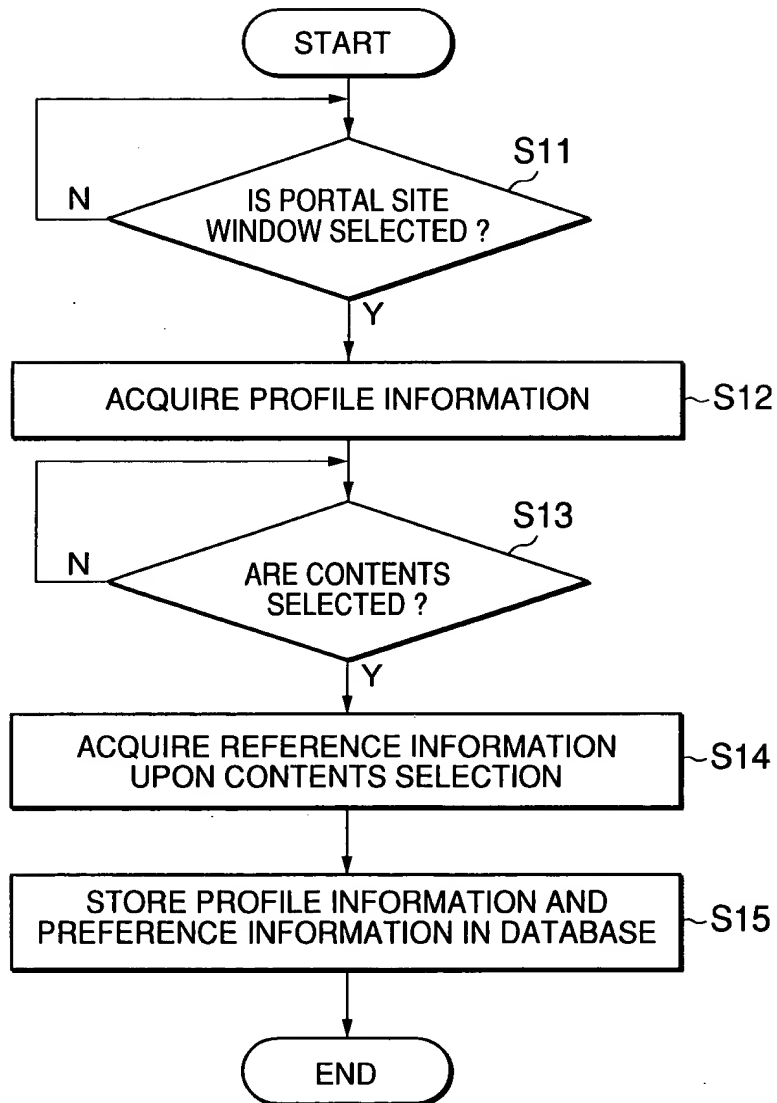 START
S11
N
IS PORTAL SITE
WINDOW SELECTED ?
Y
ACQUIRE PROFILE INFORMATION
S12
S13
N
ARE CONTENTS
SELECTED ?
Y
ACQUIRE REFERENCE INFORMATION
UPON CONTENTS SELECTION
S14
STORE PROFILE INFORMATION AND
PREFERENCE INFORMATION IN DATABASE
S15
END